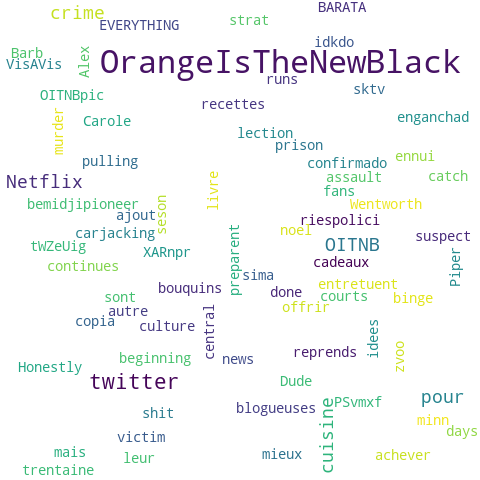 BARATA
crime
strat
EVERYTHING
idkdo
Barb
Alex
VisAVis
OrangeIsTheNewBlack
runs
sktv
OITNBpic
recettes
murder
Carole
enganchad
lection
prison
pulling
confirmado
ennui
assault
catch
Netflix
fans
livre
bemidjipioneer
seson
Wentworth
ajout
riespolici
carjacking
noel
suspect
tWZeUig
XARnpr
preparent
OITNB
Piper
continues
sima
cadeaux
bouquins
done
entretuent
sont
courts
binge
autre
offrir
copia
culture
central
idees
zvoo
beginning
news
reprends
Honestly
twitter
Dude
pour
shit
blogueuses
PSvmxf
cuisine
minn
victim
days
mais
leur
mieux
achever
trentaine